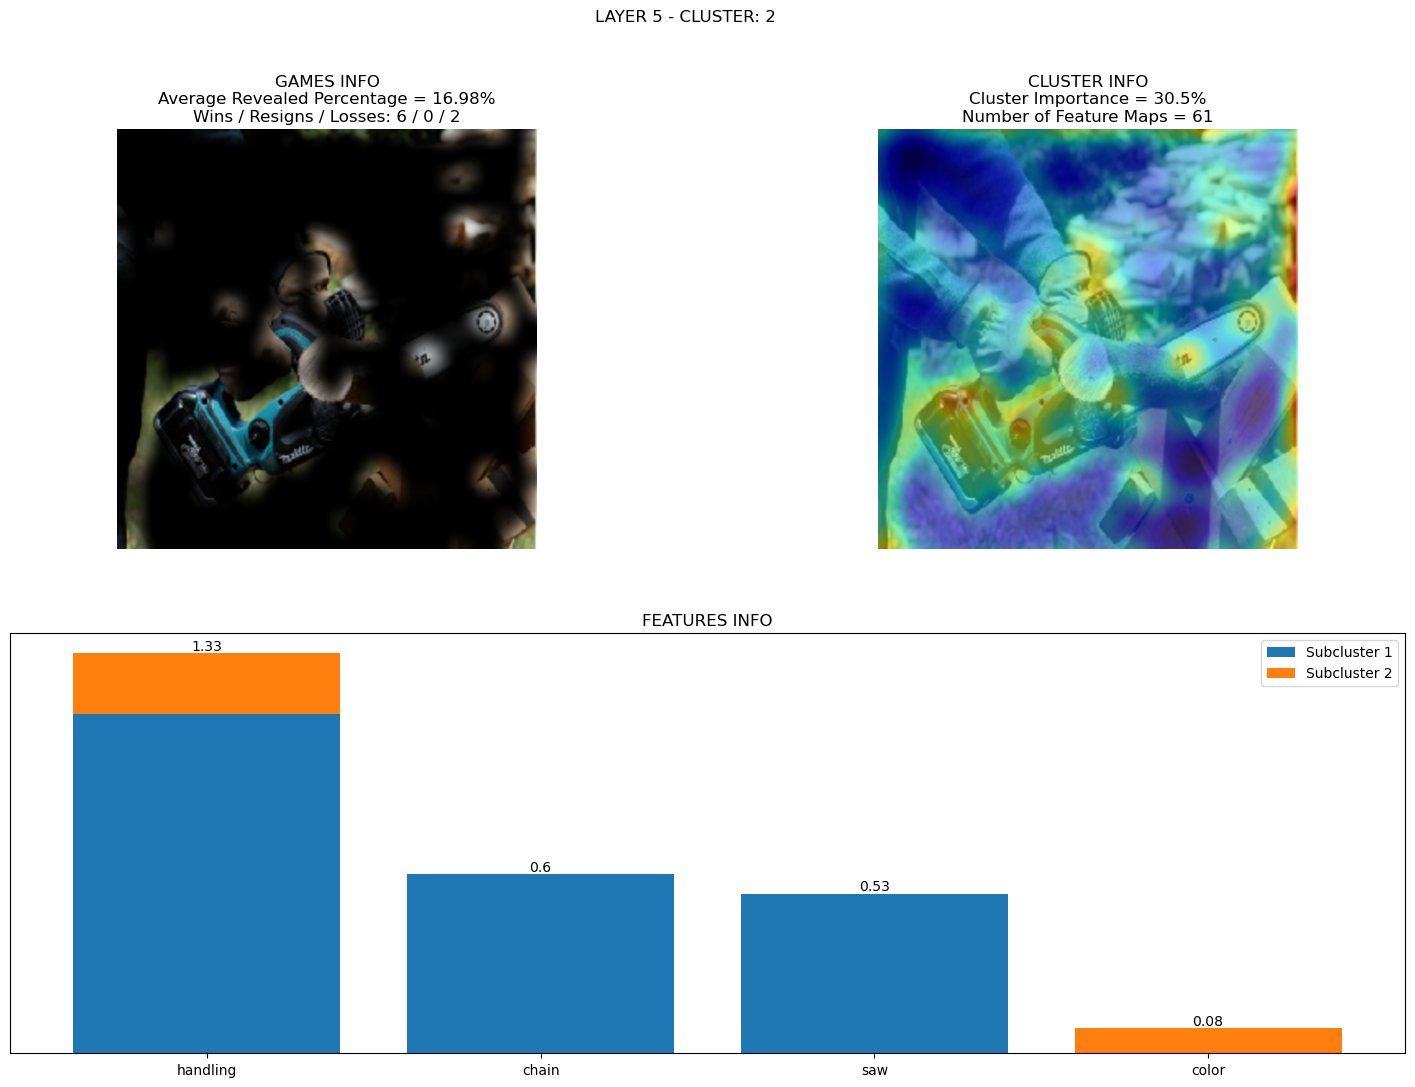 LAYER 5 - CLUSTER: 2
GAMES INFO
Average Revealed Percentage = 16.98%
Wins / Resigns / Losses: 6 / 0 / 2
CLUSTER INFO
Cluster Importance = 30.5%
Number of Feature Maps = 61
FEATURES INFO
Subcluster 1
Subcluster 2
1.33
0.6
0.53
0.08
handling
chain
saw
color